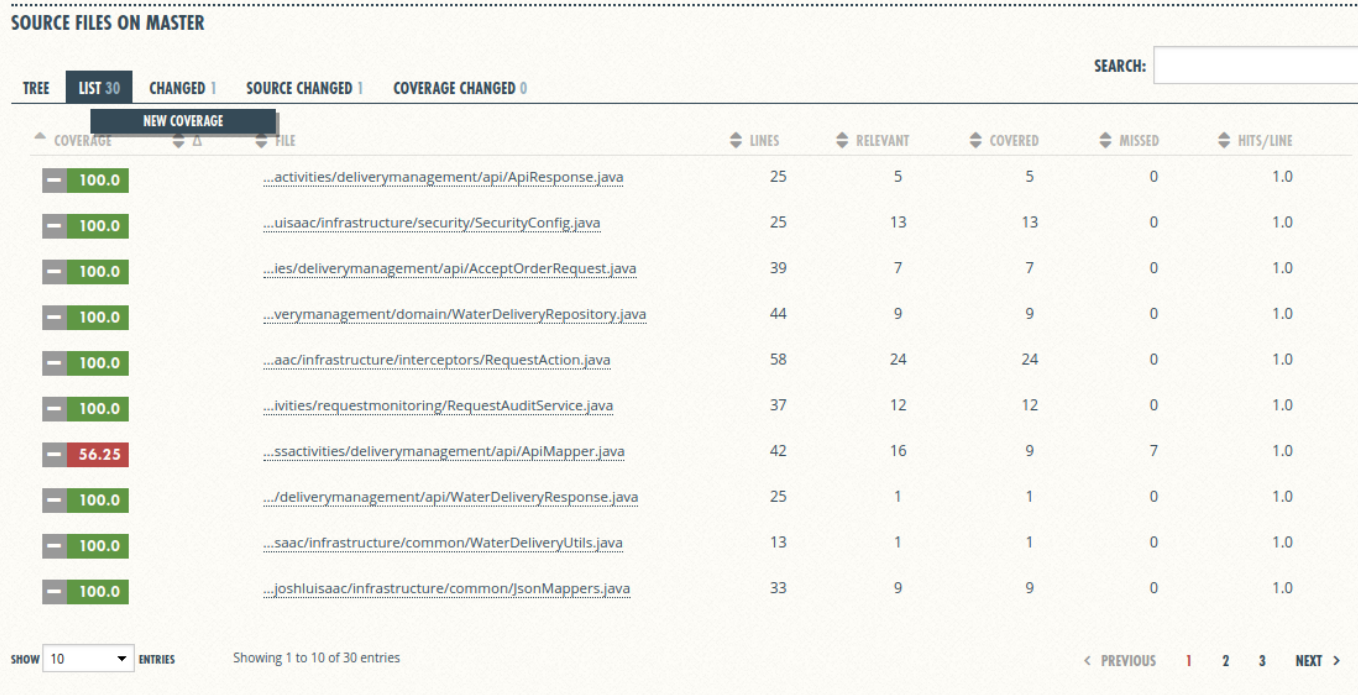 SOURCE FILES ON MASTER
SEARCH:
TREE LIST 30 CHANGED 1 SOURCE CHANGED 1 COVERAGE CHANGED 0
NEW COVERAGE
COVERAGE Δ FILE LINES RELEVANT COVERED MISSED HITS/LINE
100.0 ...activities/deliverymanagement/api/ApiResponse.java 25 5 5 0 1.0
100.0 ...uisaac/infrastructure/security/SecurityConfig.java 25 13 13 0 1.0
100.0 ...ies/deliverymanagement/api/AcceptOrderRequest.java 39 7 7 0 1.0
100.0 ...verymanagement/domain/WaterDeliveryRepository.java 44 9 9 0 1.0
100.0 ...aac/infrastructure/interceptors/RequestAction.java 58 24 24 0 1.0
100.0 ...ivities/requestmonitoring/RequestAuditService.java 37 12 12 0 1.0
56.25 ...ssactivities/deliverymanagement/api/ApiMapper.java 42 16 9 7 1.0
100.0 .../deliverymanagement/api/WaterDeliveryResponse.java 25 1 1 0 1.0
100.0 ...saac/infrastructure/common/WaterDeliveryUtils.java 13 1 1 0 1.0
100.0 ...joshluisaac/infrastructure/common/JsonMappers.java 33 9 9 0 1.0
SHOW 10 ENTRIES Showing 1 to 10 of 30 entries < PREVIOUS 1 2 3 NEXT >